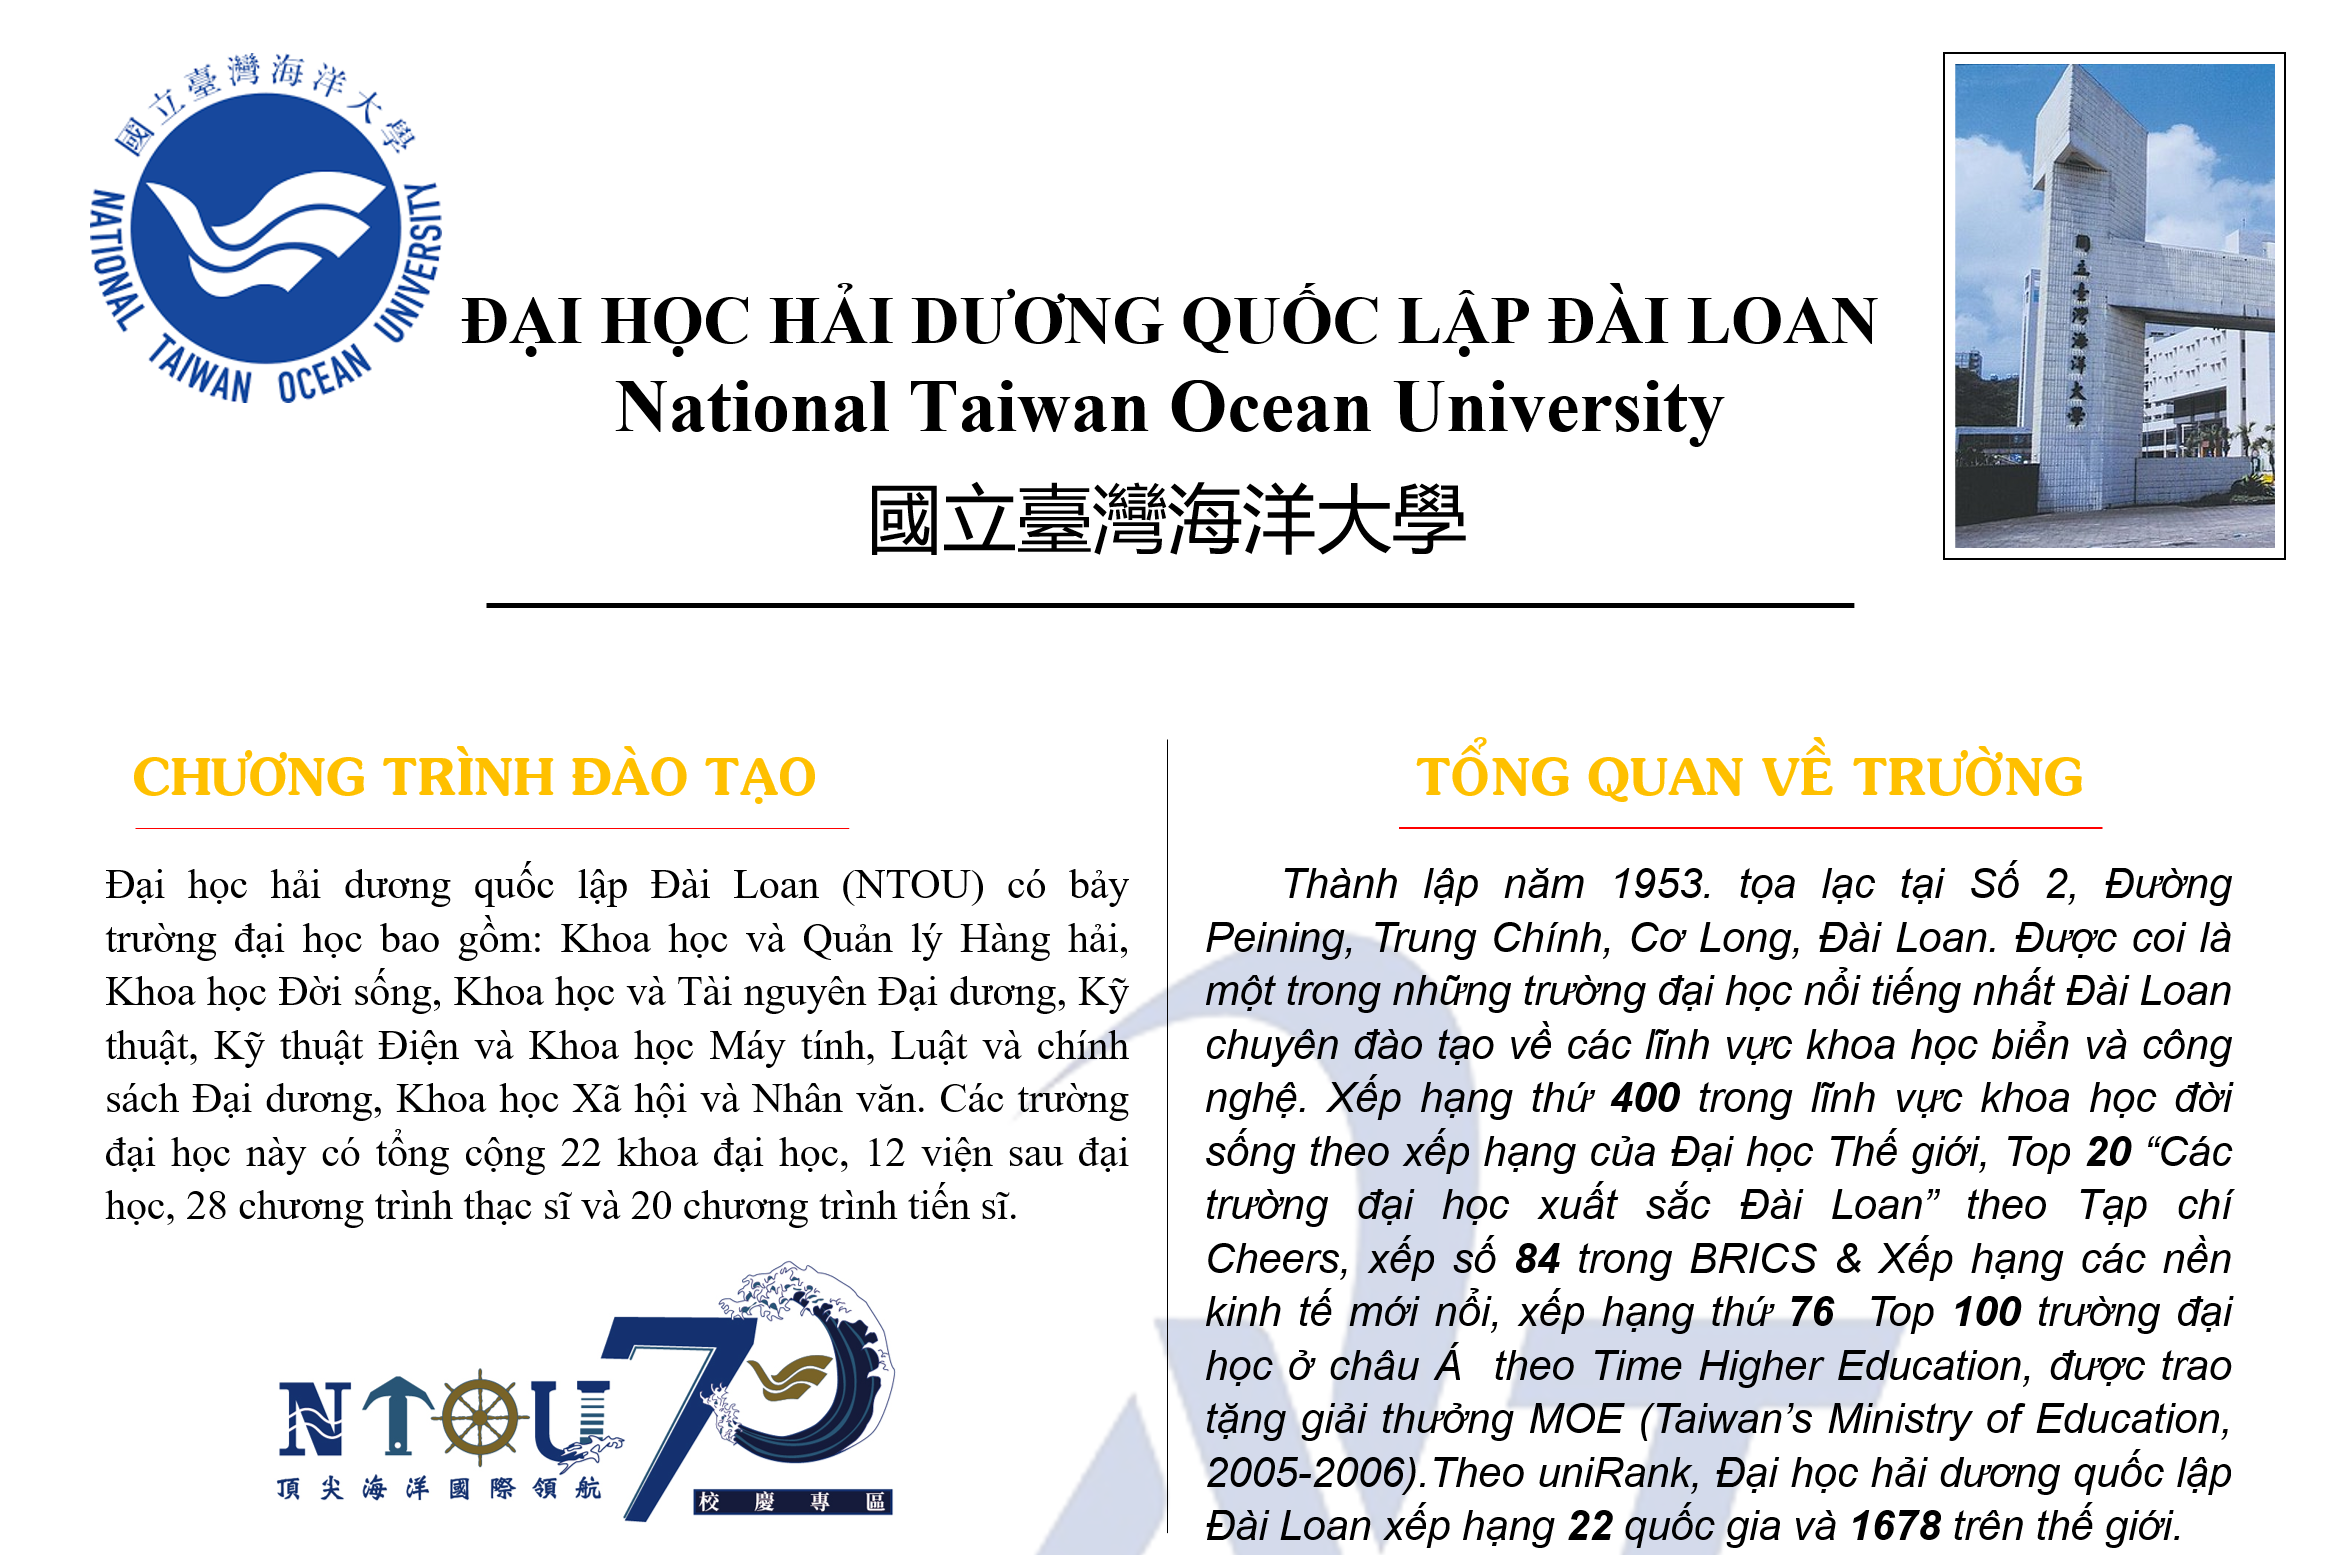 國立臺灣海洋大學
NATIONAL TAIWAN OCEAN UNIVERSITY
ĐẠI HỌC HẢI DƯƠNG QUỐC LẬP ĐÀI LOAN
National Taiwan Ocean University
國立臺灣海洋大學
国立臺灣海洋大學
CHƯƠNG TRÌNH ĐÀO TẠO
Đại học hải dương quốc lập Đài Loan (NTOU) có bảy
trường đại học bao gồm: Khoa học và Quản lý Hàng hải,
Khoa học Đời sống, Khoa học và Tài nguyên Đại dương, Kỹ
thuật, Kỹ thuật Điện và Khoa học Máy tính, Luật và chính
sách Đại dương, Khoa học Xã hội và Nhân văn. Các trường
đại học này có tổng cộng 22 khoa đại học, 12 viện sau đại
học, 28 chương trình thạc sĩ và 20 chương trình tiến sĩ.
NTOU 70
頂尖海洋國際領航
校慶專區
TỔNG QUAN VỀ TRƯỜNG
Thành lập năm 1953. tọa lạc tại Số 2, Đường
Peining, Trung Chính, Cơ Long, Đài Loan. Được coi là
một trong những trường đại học nổi tiếng nhất Đài Loan
chuyên đào tạo về các lĩnh vực khoa học biển và công
nghệ. Xếp hạng thứ 400 trong lĩnh vực khoa học đời
sống theo xếp hạng của Đại học Thế giới, Top 20 “Các
trường đại học xuất sắc Đài Loan” theo Tạp chí
Cheers, xếp số 84 trong BRICS & Xếp hạng các nền
kinh tế mới nổi, xếp hạng thứ 76 Top 100 trường đại
học ở châu Á theo Time Higher Education, được trao
tặng giải thưởng MOE (Taiwan’s Ministry of Education,
2005-2006).Theo uniRank, Đại học hải dương quốc lập
Đài Loan xếp hạng 22 quốc gia và 1678 trên thế giới.